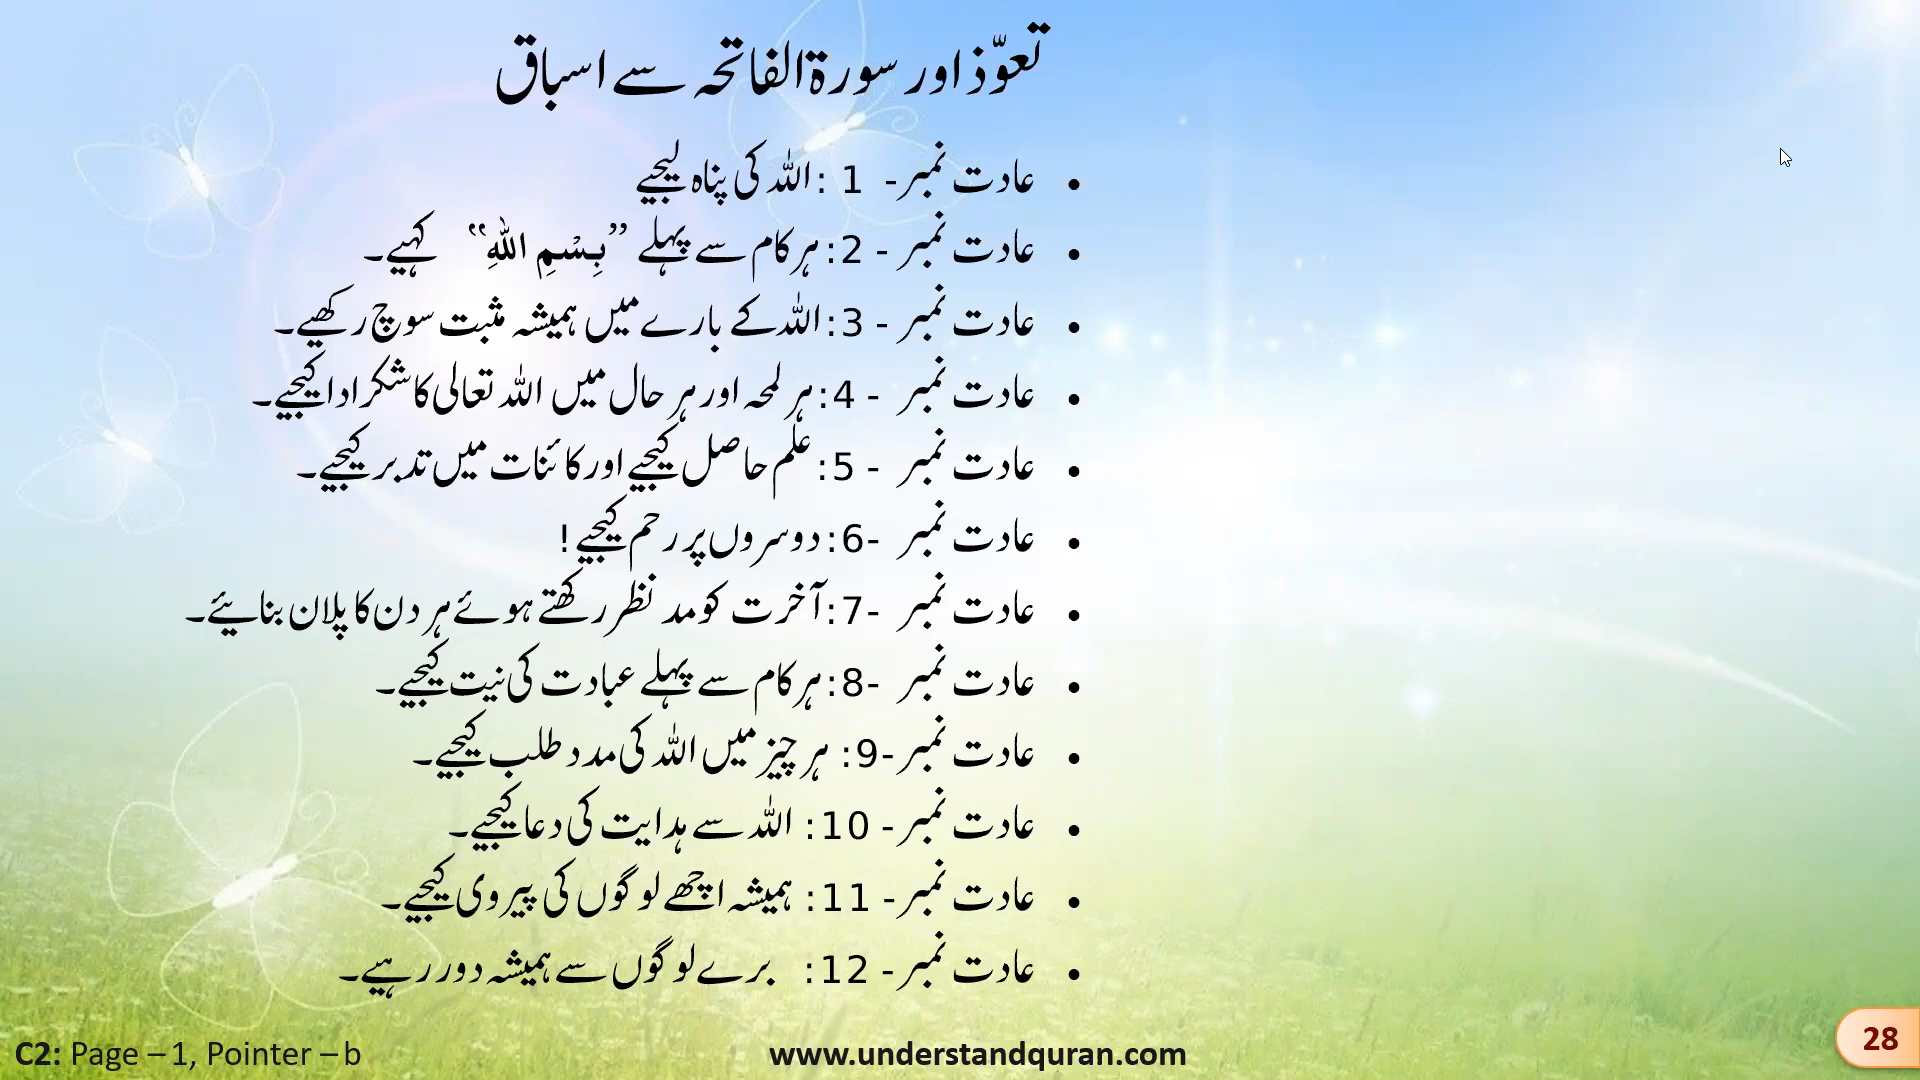 تعوّذ اور سورۃ الفاتحہ سے اسباق
• عادت نمبر- 1 : اللہ کی پناہ لیجیے
• عادت نمبر - 2: ہر کام سے پہلے ”بِسْمِ اللهِ“ کہیے۔
• عادت نمبر - 3: اللہ کے بارے میں ہمیشہ مثبت سوچ رکھیے۔
• عادت نمبر - 4: ہر لمحہ اور ہر حال میں اللہ تعالی کا شکر ادا کیجیے۔
• عادت نمبر - 5: علم حاصل کیجیے اور کائنات میں تدبر کیجیے۔
• عادت نمبر -6: دوسروں پر رحم کیجیے!
• عادت نمبر -7: آخرت کو مد نظر رکھتے ہوئے ہر دن کا پلان بنایئے۔
• عادت نمبر -8: ہر کام سے پہلے عبادت کی نیت کیجیے۔
• عادت نمبر-9: ہر چیز میں اللہ کی مدد طلب کیجیے۔
• عادت نمبر- 10: اللہ سے ہدایت کی دعا کیجیے۔
• عادت نمبر- 11: ہمیشہ اچھے لوگوں کی پیروی کیجیے۔
• عادت نمبر- 12: برے لوگوں سے ہمیشہ دور رہیے۔
C2: Page – 1, Pointer – b
www.understandquran.com
28